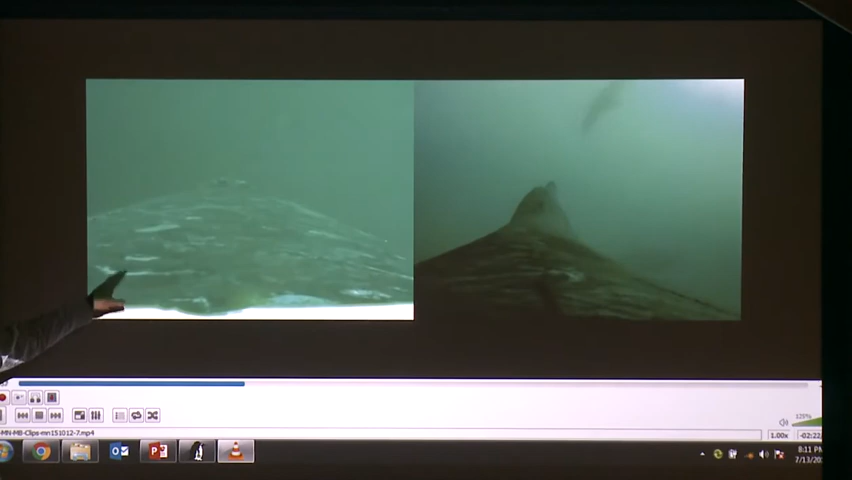 125%
-MN-MB-Clips-mn151012-7.mp4
1.00x
-02:22
8:11 PM
7/13/20